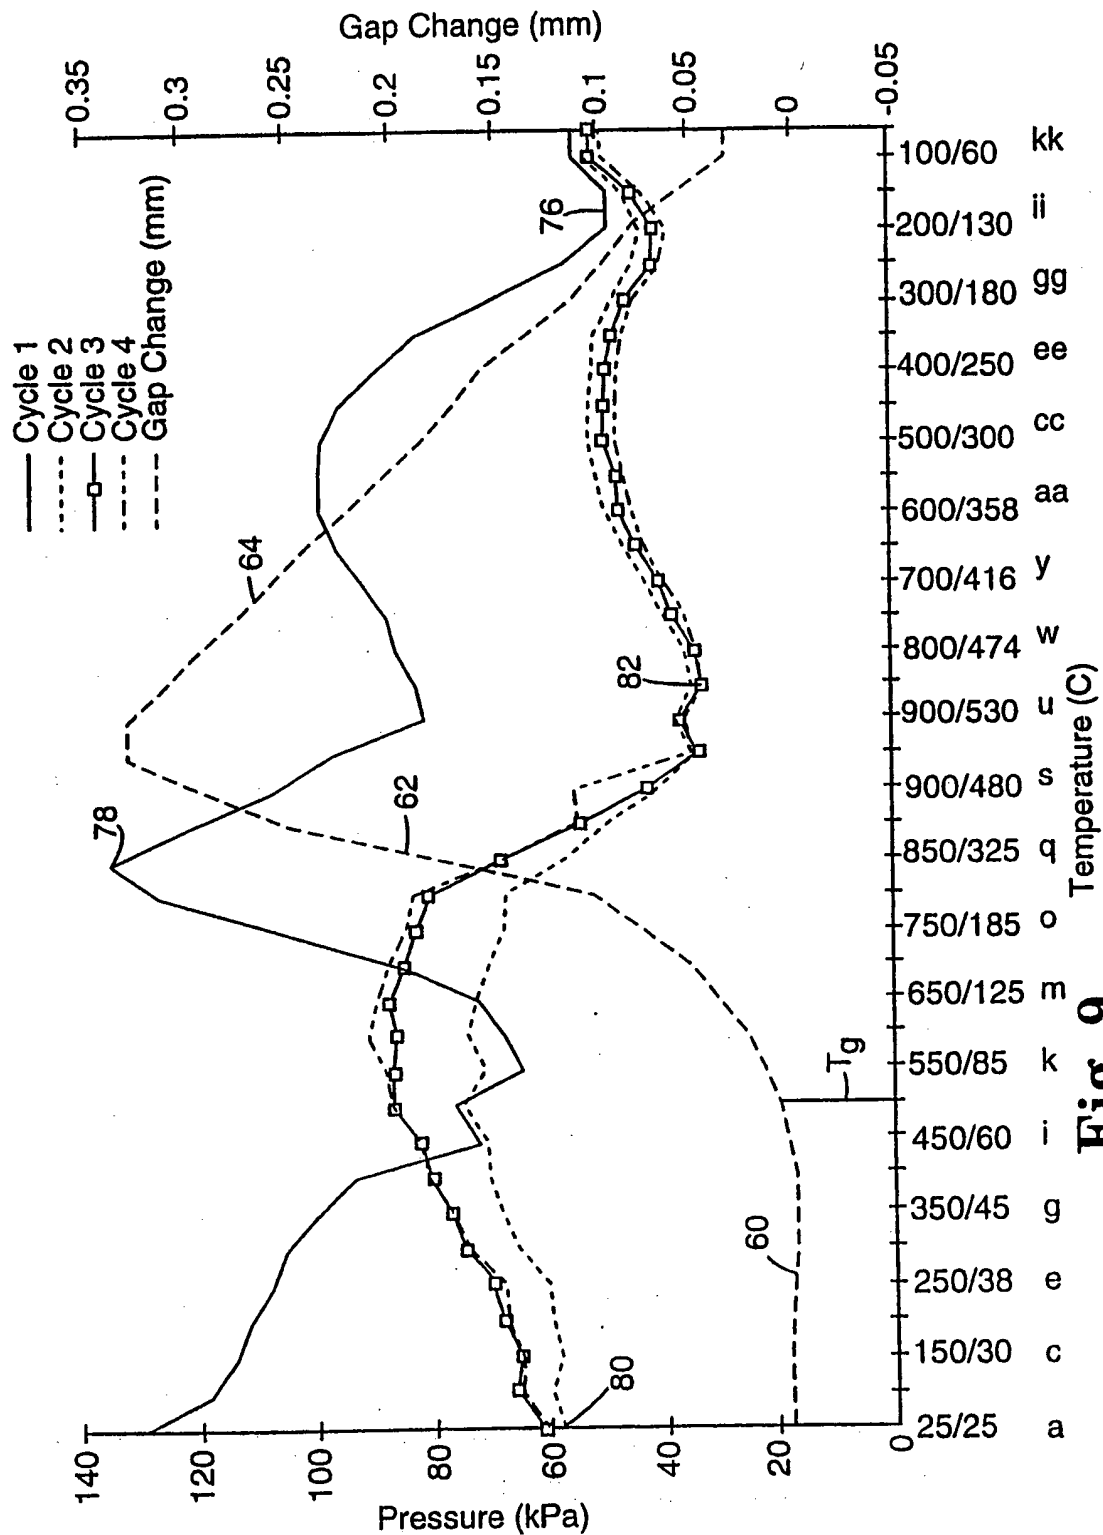 Cycle 1
Cycle 2
Cycle 3
Cycle 4
Gap Change (mm)
Pressure (kPa)
140
120
100
80
60
40
20
0
Gap Change (mm)
0.35
0.3
0.25
0.2
0.15
0.1
0.05
0
-0.05
78
62
64
76
82
80
60
Tg
25/25
150/30
250/38
350/45
450/60
550/85
650/125
750/185
850/325
900/480
900/530
800/474
700/416
600/358
500/300
400/250
300/180
200/130
100/60
a
c
e
g
i
k
m
o
q
s
u
w
y
aa
cc
ee
gg
ii
kk
Temperature (C)
Fig. 9